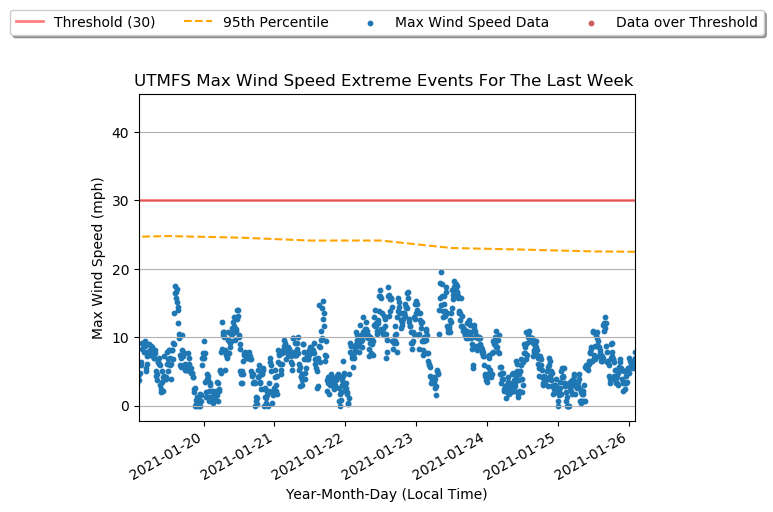 Threshold (30) 95th Percentile Max Wind Speed Data Data over Threshold
UTMFS Max Wind Speed Extreme Events For The Last Week
Max Wind Speed (mph)
40
30
20
10
0
2021-01-20 2021-01-21 2021-01-22 2021-01-23 2021-01-24 2021-01-25 2021-01-26
Year-Month-Day (Local Time)